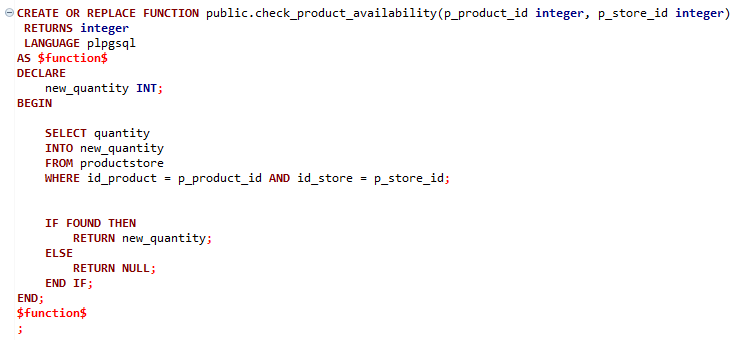 CREATE OR REPLACE FUNCTION public.check_product_availability(p_product_id integer, p_store_id integer)
 RETURNS integer
 LANGUAGE plpgsql
AS $function$
DECLARE
    new_quantity INT;
BEGIN
    SELECT quantity
    INTO new_quantity
    FROM productstore
    WHERE id_product = p_product_id AND id_store = p_store_id;
    IF FOUND THEN
        RETURN new_quantity;
    ELSE
        RETURN NULL;
    END IF;
END;
$function$
;